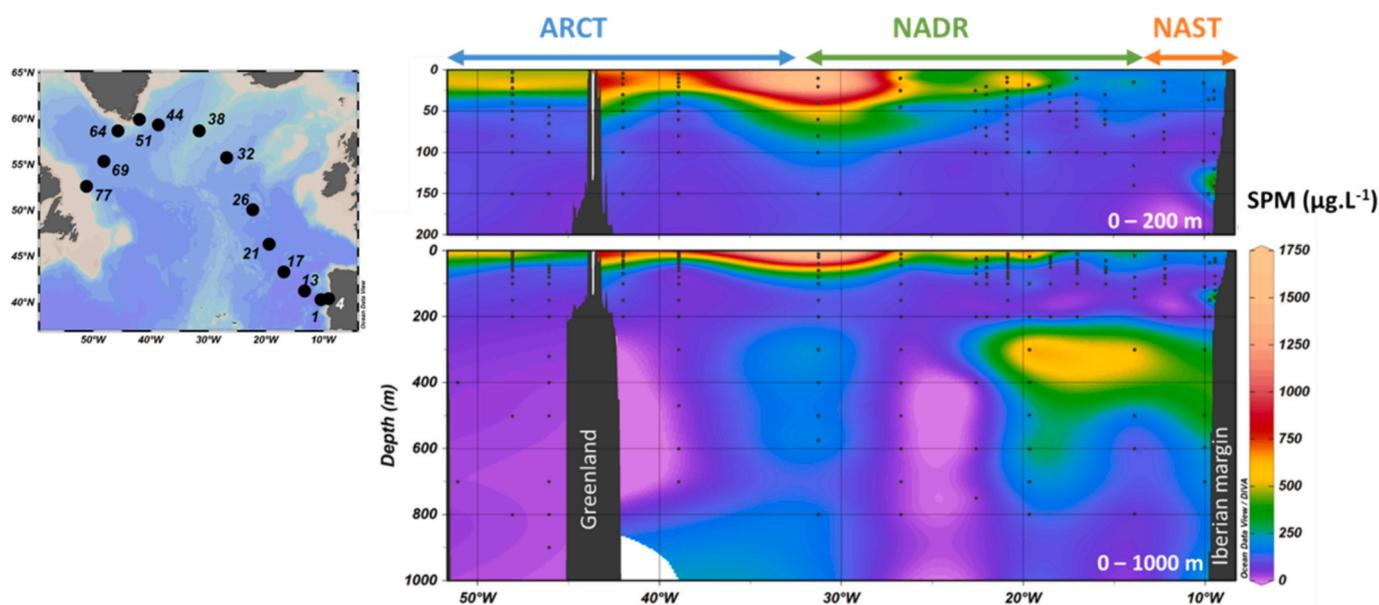 ARCT NADR NAST
65°N
60°N
55°N
50°N
45°N
40°N
50°W 40°W 30°W 20°W 10°W
64 51 44 38
69 32
77 26
21 17
13
1 4
Ocean Data View
0
50
100
150
200
0 – 200 m
SPM (µg.L-1)
Depth (m)
0
200
400
600
800
1000
Greenland
Iberian margin
0 – 1000 m
50°W 40°W 30°W 20°W 10°W
Ocean Data View / DIVA
1750
1500
1250
1000
750
500
250
0